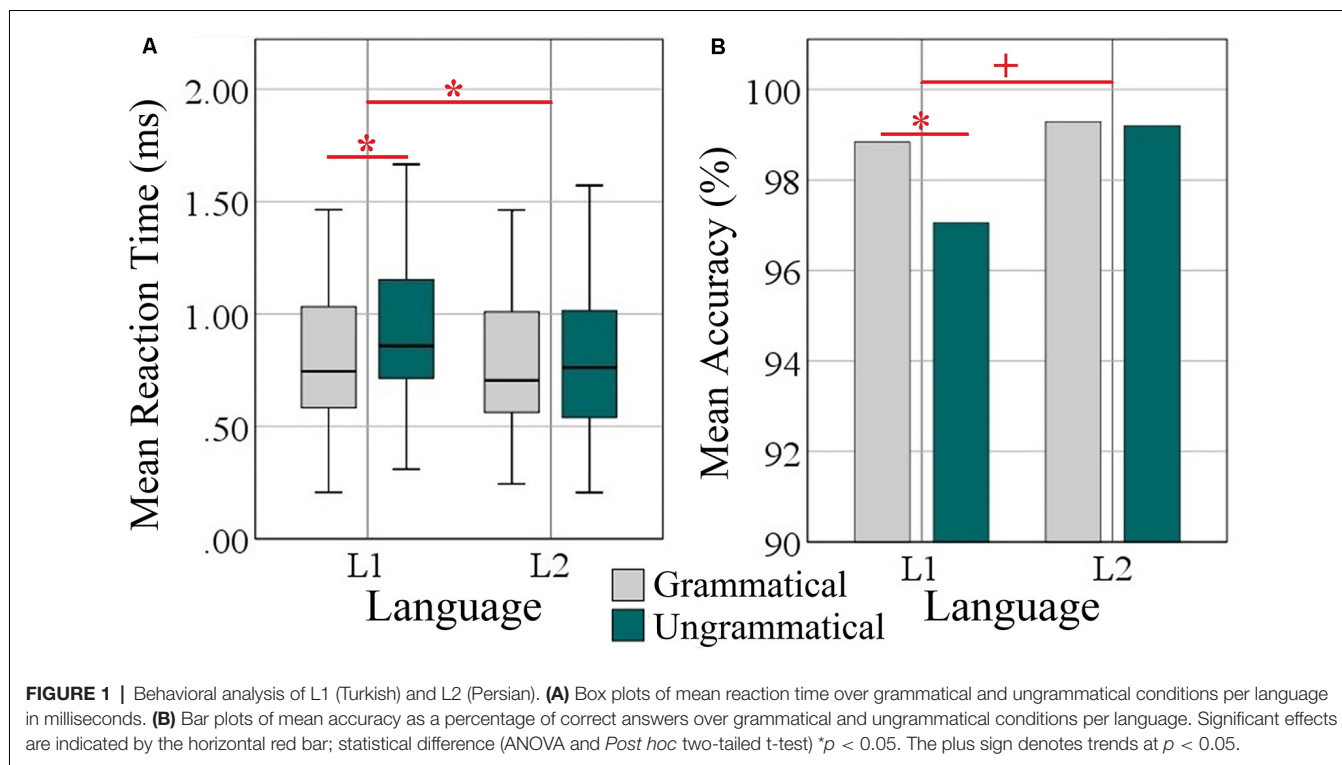 A
B
Mean Reaction Time (ms)
2.00
1.50
1.00
.50
.00
*
*
L1
L2
Language
Mean Accuracy (%)
100
98
96
94
92
90
+
*
L1
L2
Language
Grammatical
Ungrammatical
FIGURE 1 | Behavioral analysis of L1 (Turkish) and L2 (Persian). (A) Box plots of mean reaction time over grammatical and ungrammatical conditions per language
in milliseconds. (B) Bar plots of mean accuracy as a percentage of correct answers over grammatical and ungrammatical conditions per language. Significant effects
are indicated by the horizontal red bar; statistical difference (ANOVA and Post hoc two-tailed t-test) *p < 0.05. The plus sign denotes trends at p < 0.05.